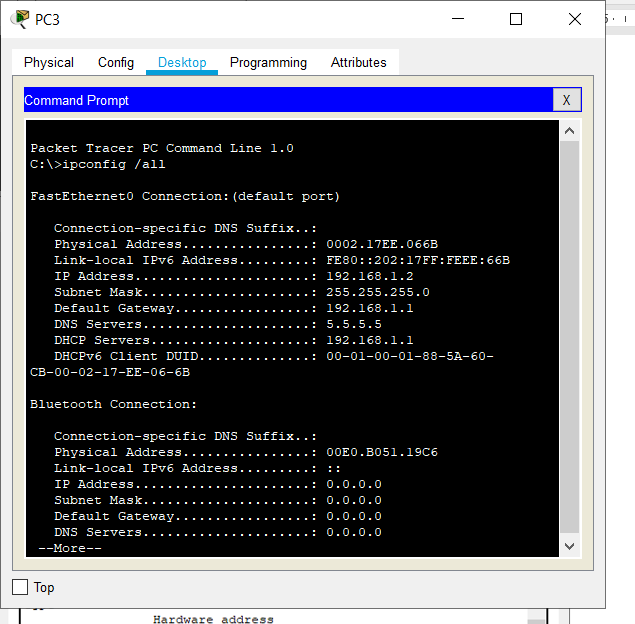 PC3
Physical Config Desktop Programming Attributes
Command Prompt
X
Packet Tracer PC Command Line 1.0
C:\>ipconfig /all
FastEthernet0 Connection:(default port)
Connection-specific DNS Suffix..:
Physical Address................: 0002.17EE.066B
Link-local IPv6 Address.........: FE80::202:17FF:FEEE:66B
IP Address......................: 192.168.1.2
Subnet Mask.....................: 255.255.255.0
Default Gateway.................: 192.168.1.1
DNS Servers.....................: 5.5.5.5
DHCP Servers....................: 192.168.1.1
DHCPv6 Client DUID..............: 00-01-00-01-88-5A-60-
CB-00-02-17-EE-06-6B
Bluetooth Connection:
Connection-specific DNS Suffix..:
Physical Address................: 00E0.B051.19C6
Link-local IPv6 Address.........: ::
IP Address......................: 0.0.0.0
Subnet Mask.....................: 0.0.0.0
Default Gateway.................: 0.0.0.0
DNS Servers.....................: 0.0.0.0
--More--
Top
Hardware address